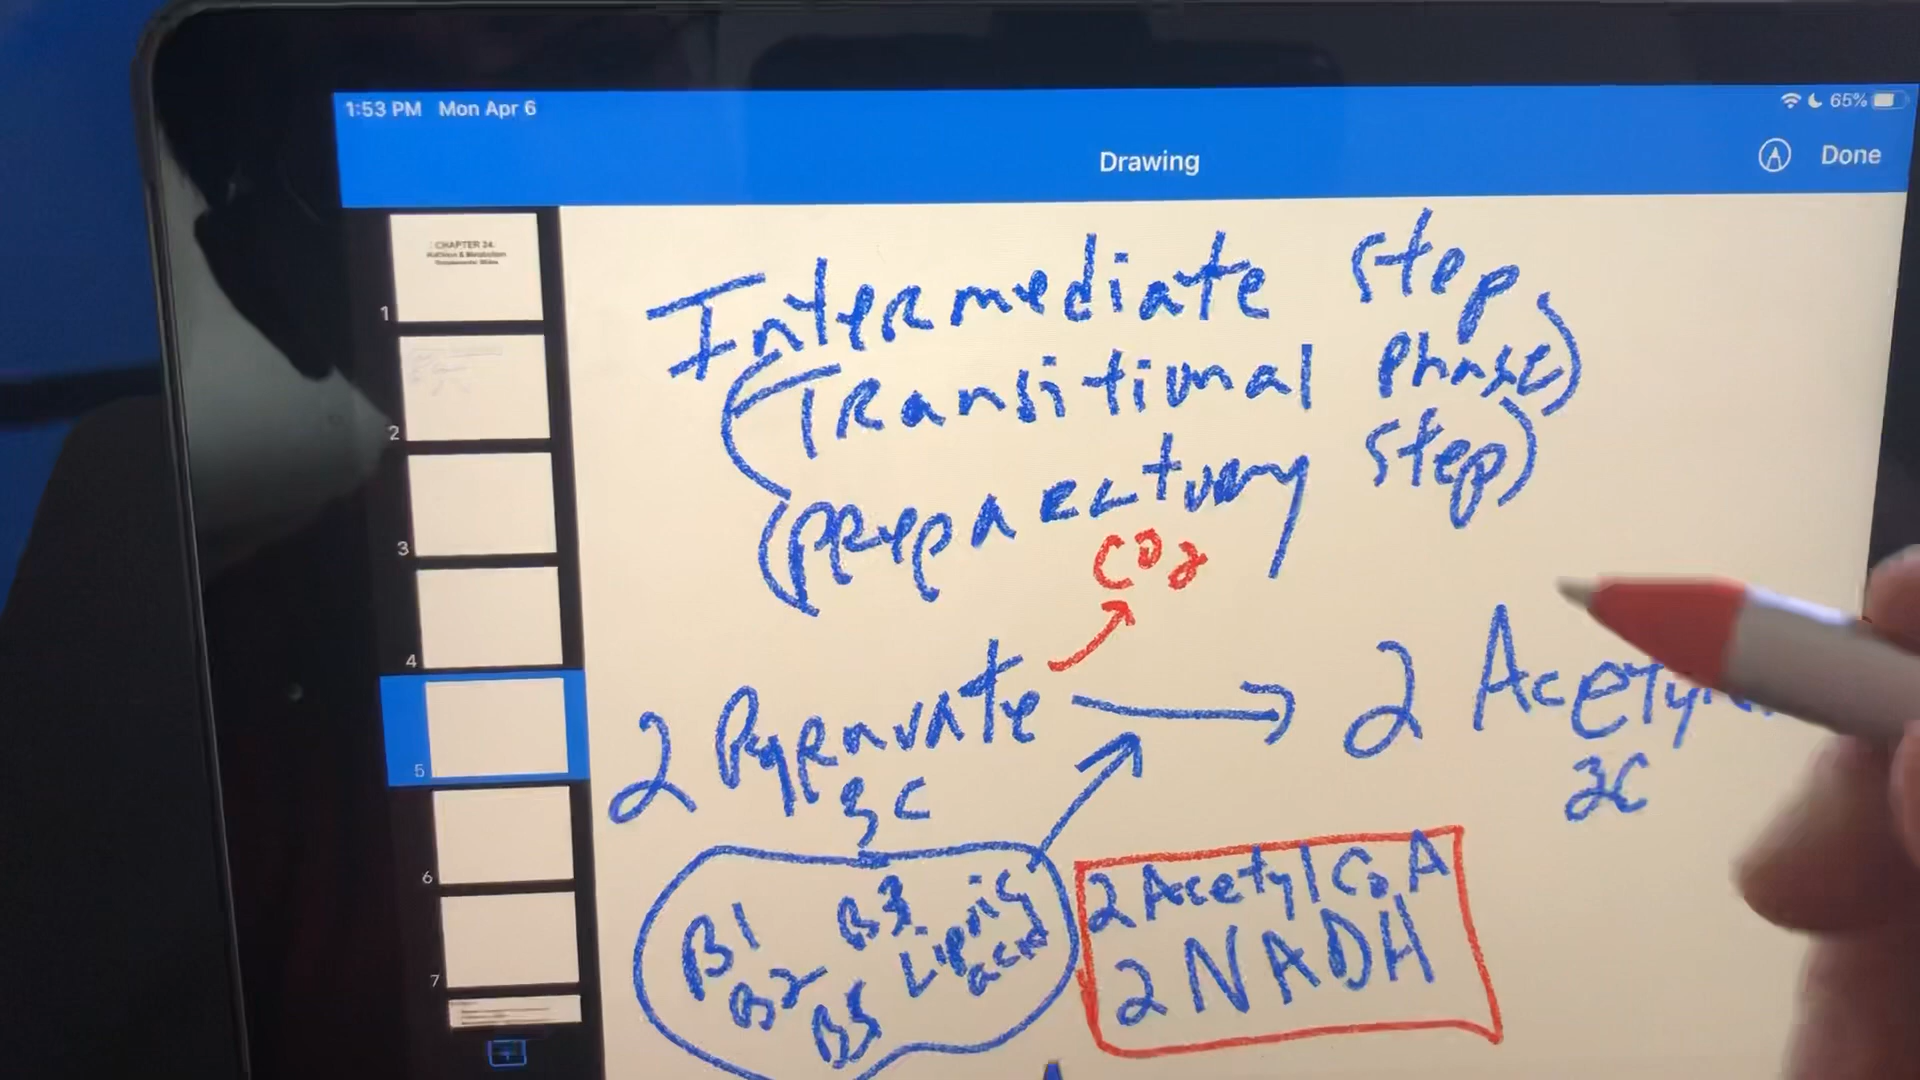 1:53 PM Mon Apr 6
65%
Drawing
Done
CHAPTER 24
1
2
3
4
5
6
7
Intermediate Step
(Transitional Phase)
(Preparectuory Step)
CO2
2 Pyruvate
2 Acetyl
3C
2C
B1 B3
B2 Lipoic acid
B5
2 Acetyl CoA
2 NADH